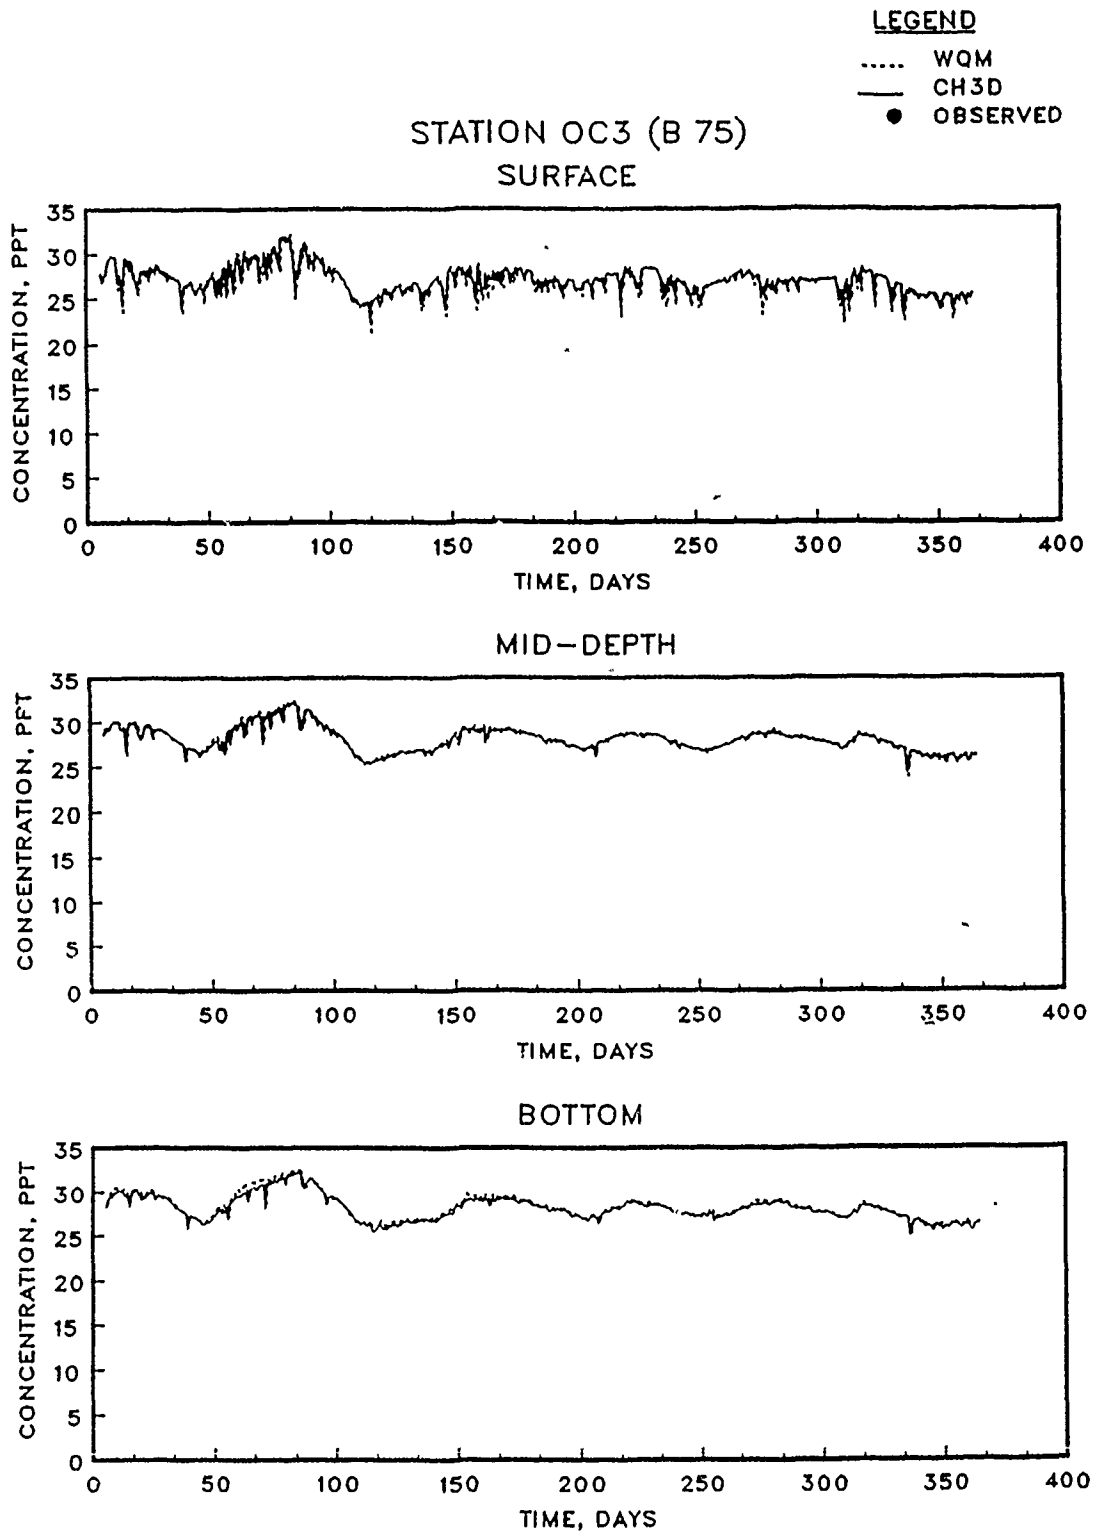 LEGEND
WQM
CH3D
OBSERVED
STATION OC3 (B 75)
SURFACE
CONCENTRATION, PPT
35
30
25
20
15
10
5
0
0 50 100 150 200 250 300 350 400
TIME, DAYS
MID-DEPTH
CONCENTRATION, PPT
35
30
25
20
15
10
5
0
0 50 100 150 200 250 300 350 400
TIME, DAYS
BOTTOM
CONCENTRATION, PPT
35
30
25
20
15
10
5
0
0 50 100 150 200 250 300 350 400
TIME, DAYS